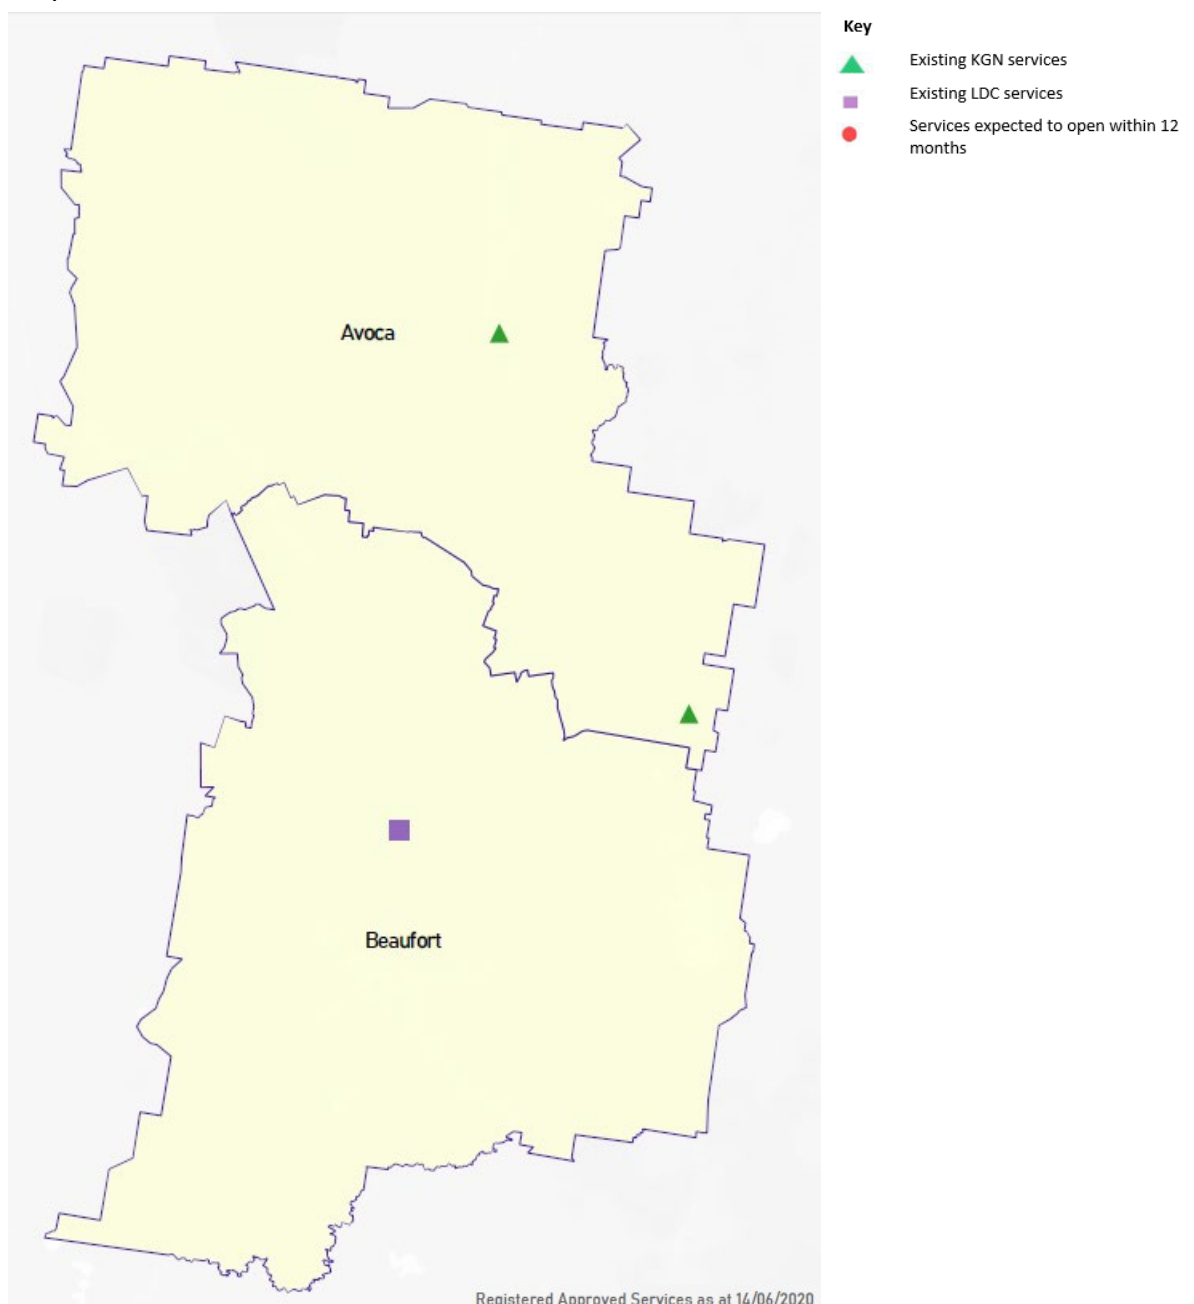 Key
Existing KGN services
Existing LDC services
Services expected to open within 12
months
Avoca
Beaufort
Registered Approved Services as at 14/06/2020